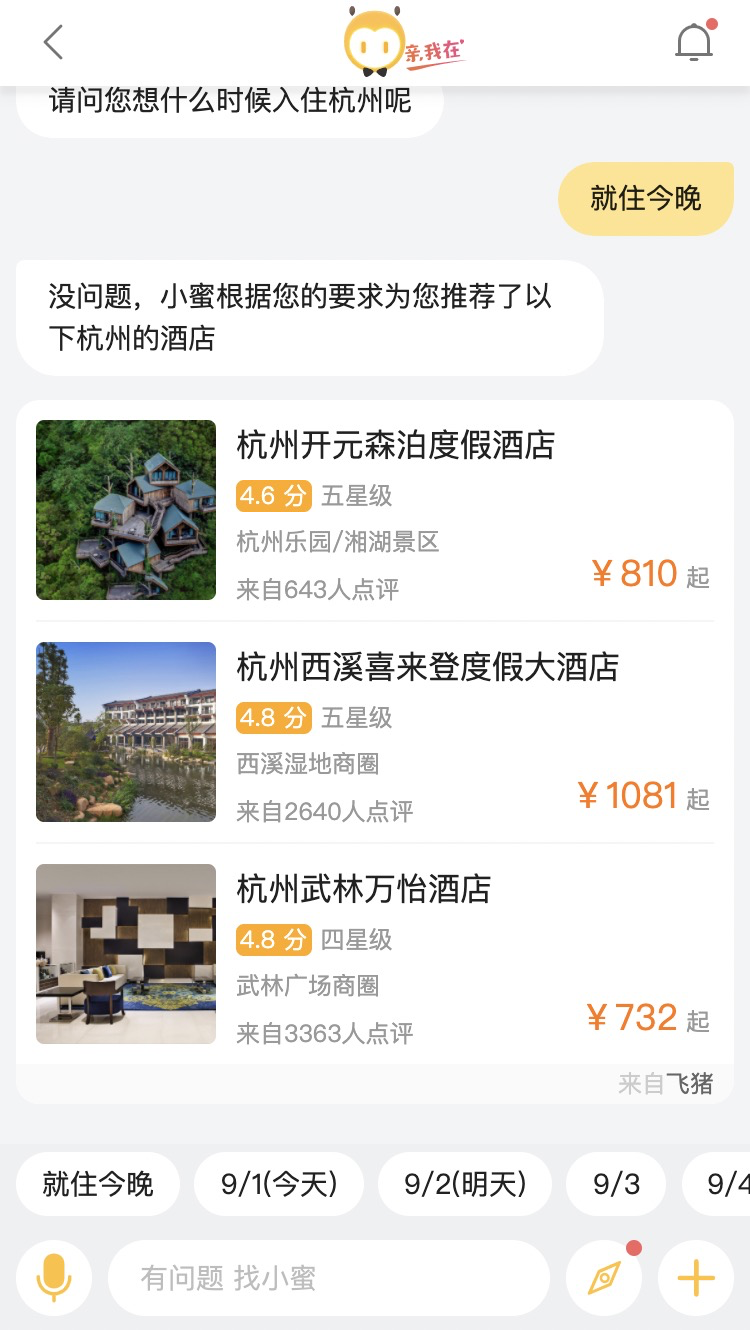 亲,我在
请问您想什么时候入住杭州呢
就住今晚
没问题，小蜜根据您的要求为您推荐了以
下杭州的酒店
杭州开元森泊度假酒店
4.6 分 五星级
杭州乐园/湘湖景区
来自643人点评
¥ 810 起
杭州西溪喜来登度假大酒店
4.8 分 五星级
西溪湿地商圈
来自2640人点评
¥ 1081 起
杭州武林万怡酒店
4.8 分 四星级
武林广场商圈
来自3363人点评
¥ 732 起
来自飞猪
就住今晚 9/1(今天) 9/2(明天) 9/3 9/4
有问题 找小蜜